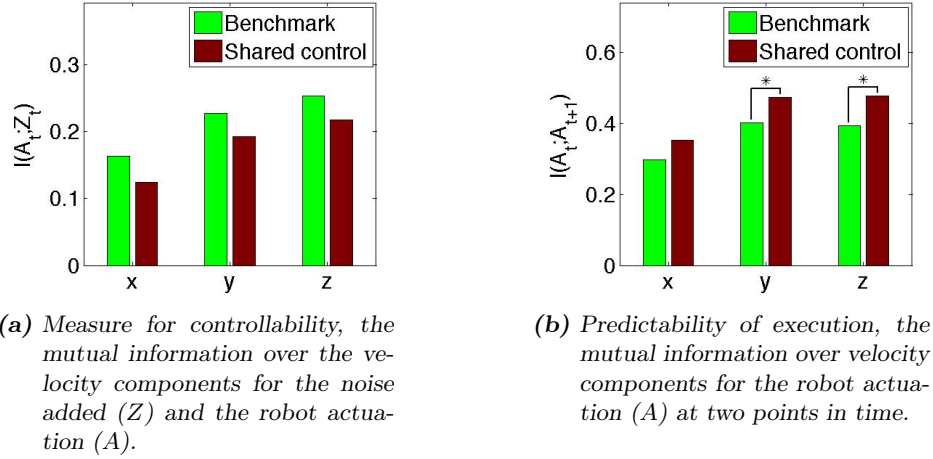 Benchmark
Shared control
0.3
0.2
0.1
0
I(A_t;Z_t)
x y z
(a) Measure for controllability, the
mutual information over the ve-
locity components for the noise
added (Z) and the robot actua-
tion (A).
Benchmark
Shared control
0.6
0.4
0.2
0
I(A_t;A_{t+1})
* *
x y z
(b) Predictability of execution, the
mutual information over velocity
components for the robot actua-
tion (A) at two points in time.